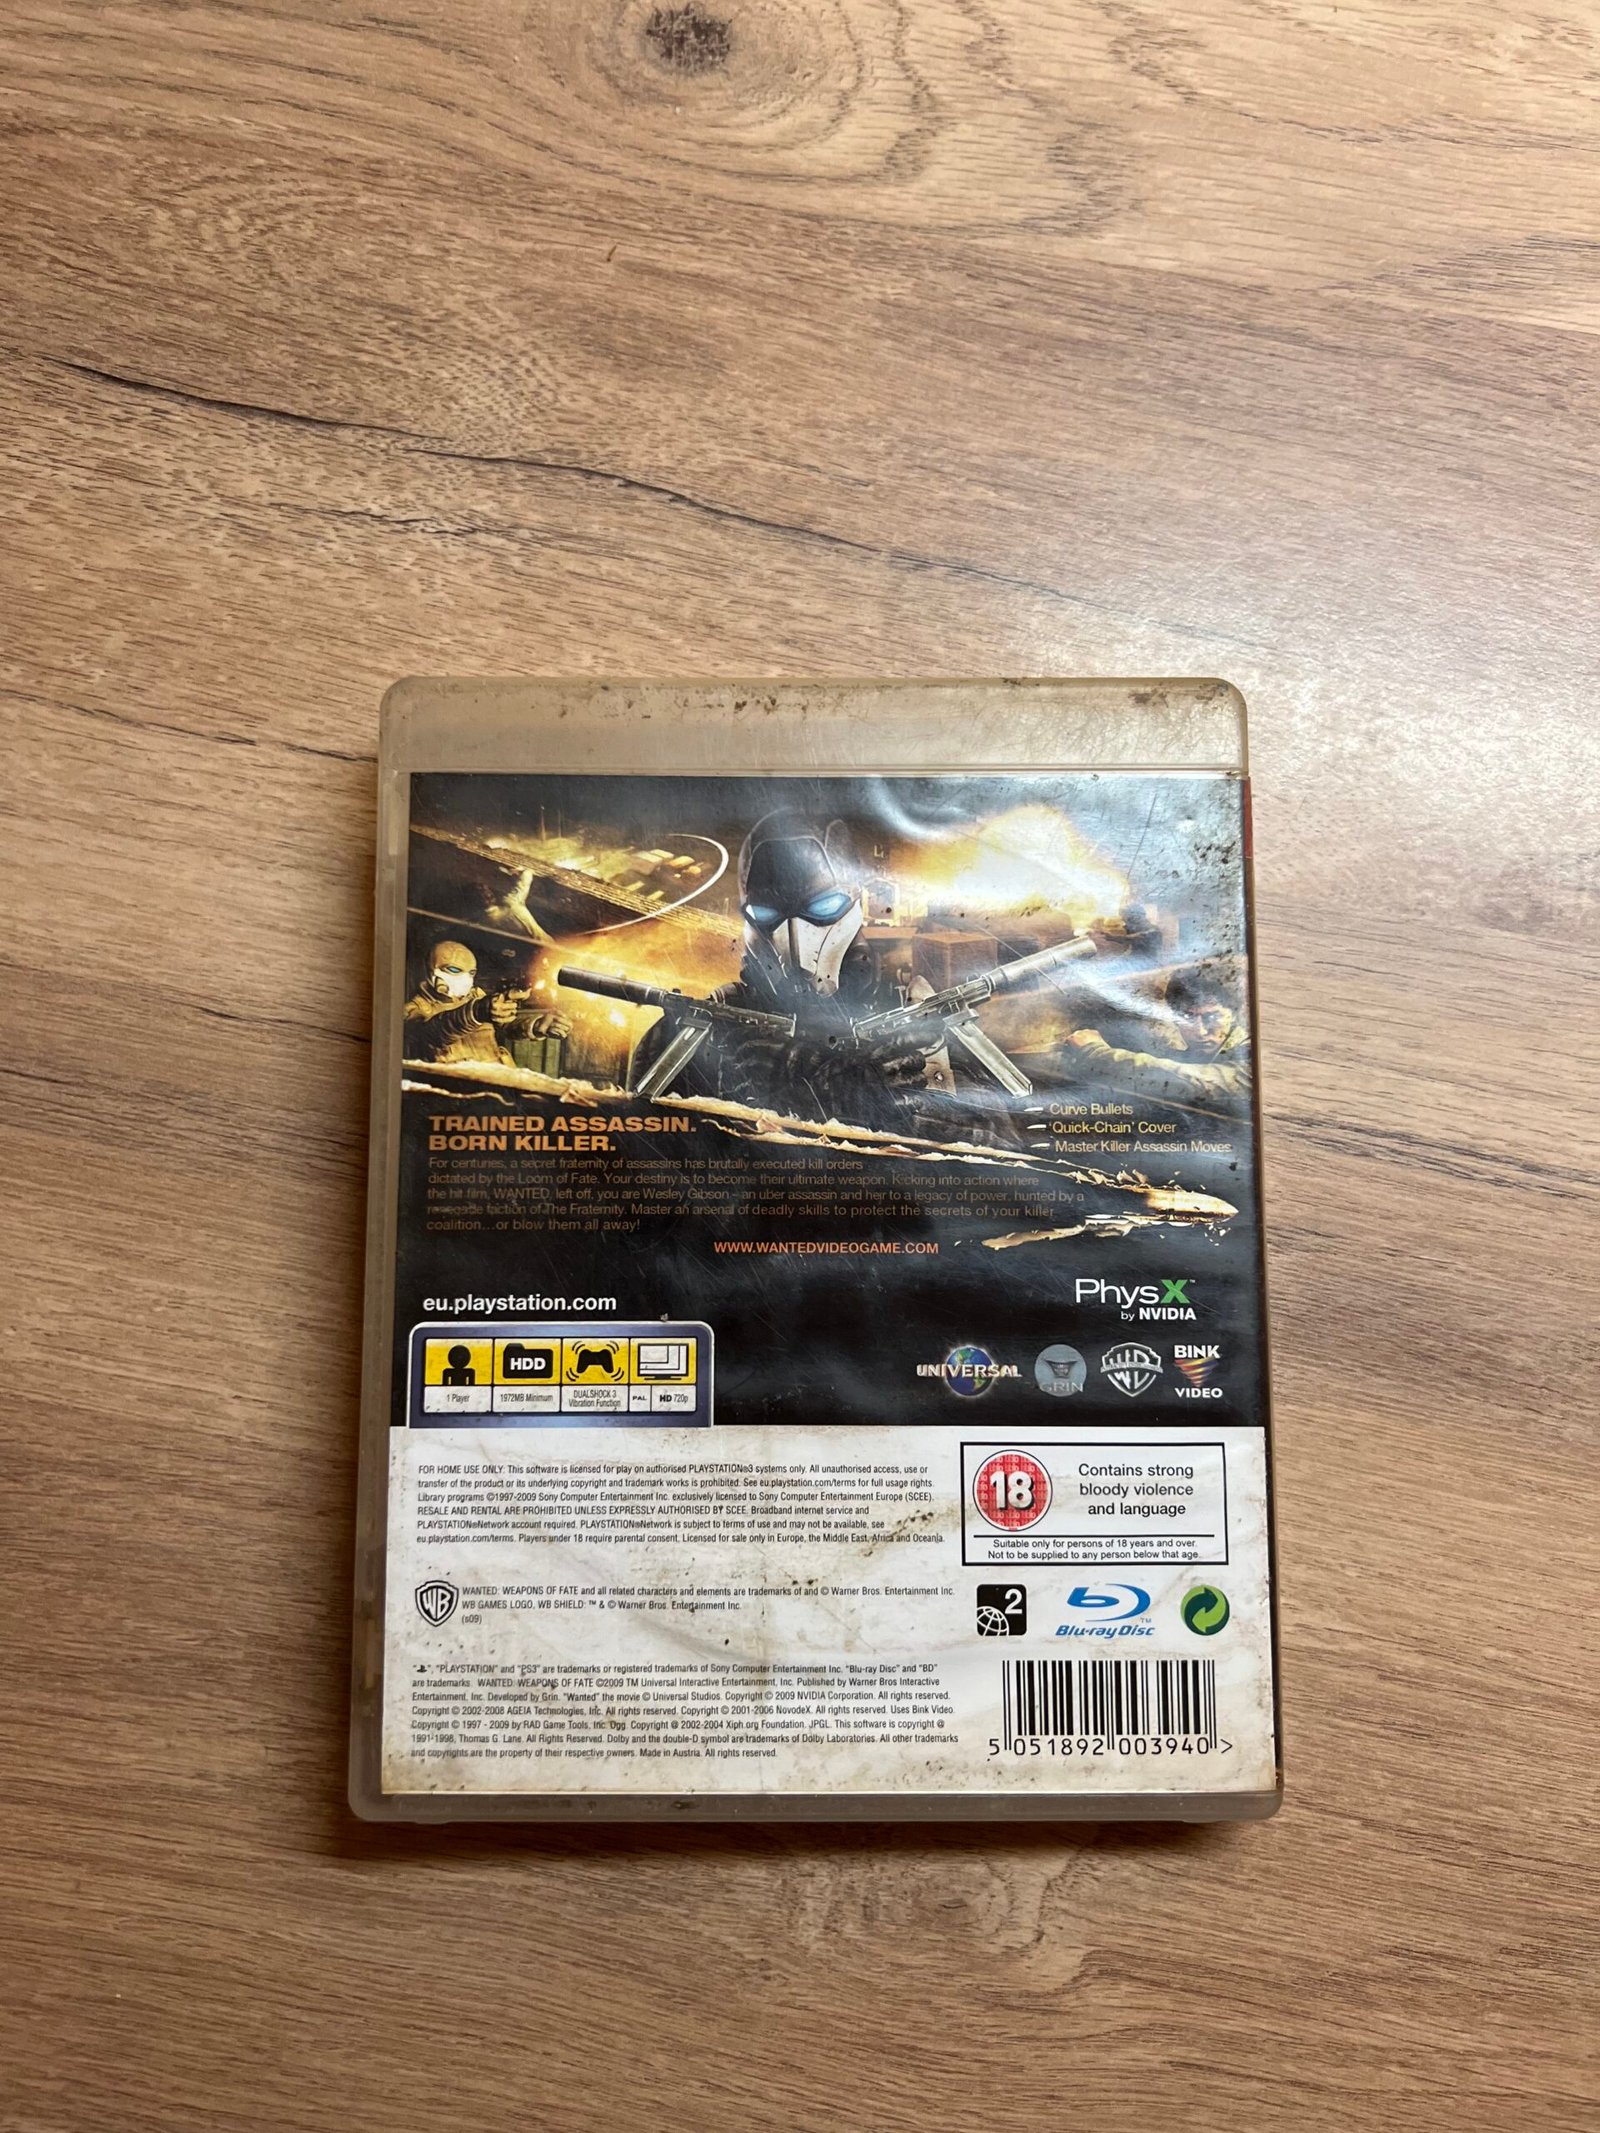 TRAINED ASSASSIN.
BORN KILLER.
For centuries, a secret fraternity of assassins has brutally executed kill orders
dictated by the Loom of Fate. Your destiny is to become their ultimate weapon. Kicking into action where
the hit film, WANTED, left off, you are Wesley Gibson - an uber assassin and heir to a legacy of power, hunted by a
renegade faction of The Fraternity. Master an arsenal of deadly skills to protect the secrets of your killer
coalition...or blow them all away!
Curve Bullets
'Quick-Chain' Cover
Master Killer Assassin Moves
WWW.WANTEDVIDEOGAME.COM
PhysX™
by NVIDIA
eu.playstation.com
HDD
1 Player
1972MB Minimum
DUALSHOCK 3
Vibration Function
PAL
HD 720p
UNIVERSAL
GRIN
WB
BINK
VIDEO
FOR HOME USE ONLY. This software is licensed for play on authorised PLAYSTATION®3 systems only. All unauthorised access, use or
transfer of the product or its underlying copyright and trademark works is prohibited. See eu.playstation.com/terms for full usage rights.
Library programs ©1997-2009 Sony Computer Entertainment Inc. exclusively licensed to Sony Computer Entertainment Europe (SCEE).
RESALE AND RENTAL ARE PROHIBITED UNLESS EXPRESSLY AUTHORISED BY SCEE. Broadband internet service and
PLAYSTATION®Network account required. PLAYSTATION®Network is subject to terms of use and may not be available, see
eu.playstation.com/terms. Players under 18 require parental consent. Licensed for sale only in Europe, the Middle East, Africa and Oceania.
18
Contains strong
bloody violence
and language
Suitable only for persons of 18 years and over.
Not to be supplied to any person below that age.
WB
WANTED: WEAPONS OF FATE and all related characters and elements are trademarks of and © Warner Bros. Entertainment Inc.
WB GAMES LOGO, WB SHIELD: ™ & © Warner Bros. Entertainment Inc.
(s09)
2
Blu-ray Disc
TM
"", "PLAYSTATION" and "PS3" are trademarks or registered trademarks of Sony Computer Entertainment Inc. "Blu-ray Disc" and "BD"
are trademarks. WANTED: WEAPONS OF FATE ©2009 TM Universal Interactive Entertainment, Inc. Published by Warner Bros Interactive
Entertainment, Inc. Developed by Grin. "Wanted" the movie © Universal Studios. Copyright © 2009 NVIDIA Corporation. All rights reserved.
Copyright © 2002-2008 AGEIA Technologies, Inc. All rights reserved. Copyright © 2001-2006 NovodeX. All rights reserved. Uses Bink Video.
Copyright © 1997 - 2009 by RAD Game Tools, Inc. Ogg. Copyright @ 2002-2004 Xiph.org Foundation. JPGL. This software is copyright @
1991-1998, Thomas G. Lane. All Rights Reserved. Dolby and the double-D symbol are trademarks of Dolby Laboratories. All other trademarks
and copyrights are the property of their respective owners. Made in Austria. All rights reserved.
5 051892 003940 >